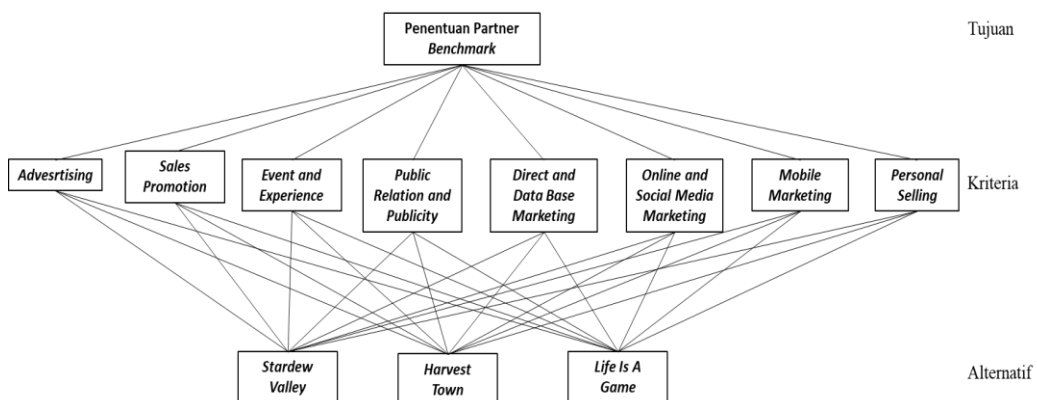 Penentuan Partner
Benchmark
Tujuan
Advesrtising
Sales
Promotion
Event and
Experience
Public
Relation and
Publicity
Direct and
Data Base
Marketing
Online and
Social Media
Marketing
Mobile
Marketing
Personal
Selling
Kriteria
Stardew
Valley
Harvest
Town
Life Is A
Game
Alternatif